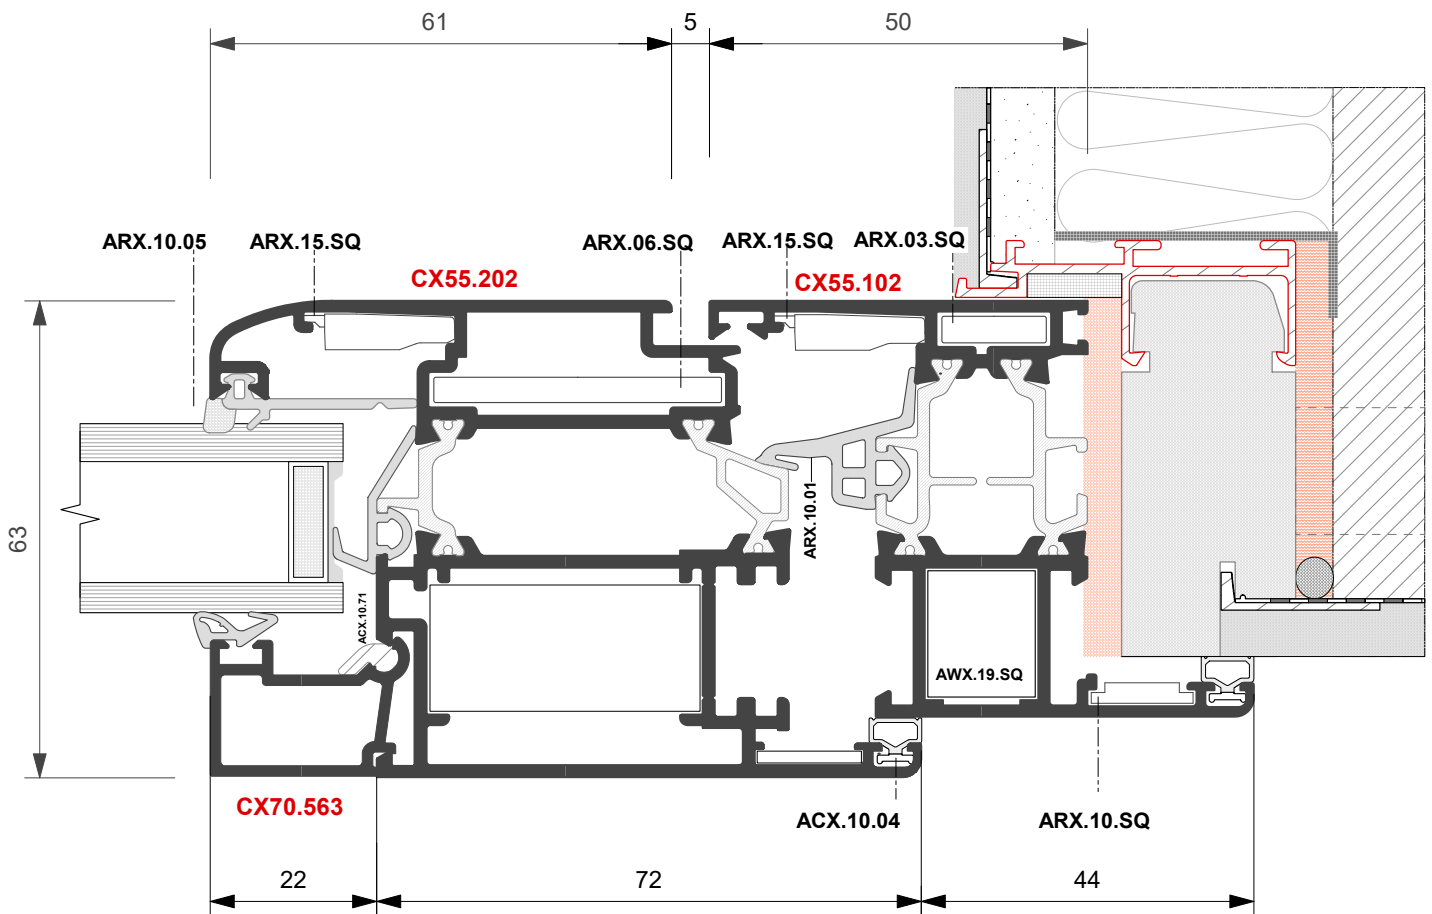 61
5
50
ARX.10.05
ARX.15.SQ
ARX.06.SQ
ARX.15.SQ
ARX.03.SQ
CX55.202
CX55.102
63
ARX.10.01
ACX.10.71
AWX.19.SQ
CX70.563
ACX.10.04
ARX.10.SQ
22
72
44